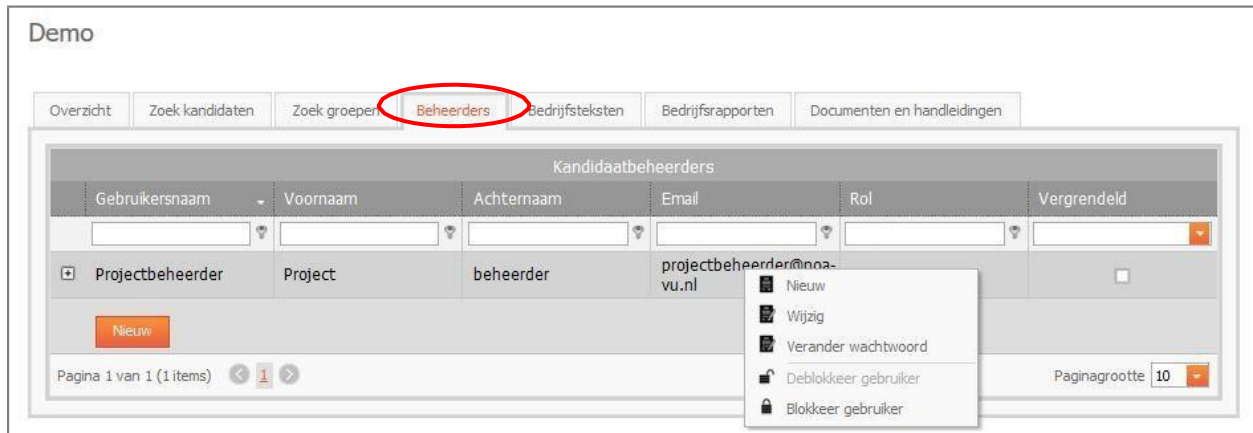 Demo
Overzicht Zoek kandidaten Zoek groepen Beheerders Bedrijfsteksten Bedrijfsrapporten Documenten en handleidingen
Kandidaatbeheerders
Gebruikersnaam Voornaam Achternaam Email Rol Vergrendeld
Projectbeheerder Project beheerder projectbeheerder@noa-
vu.nl
Nieuw
Wijzig
Verander wachtwoord
Deblokkeer gebruiker
Blokkeer gebruiker
Nieuw
Pagina 1 van 1 (1 items) 1 Paginagrootte 10